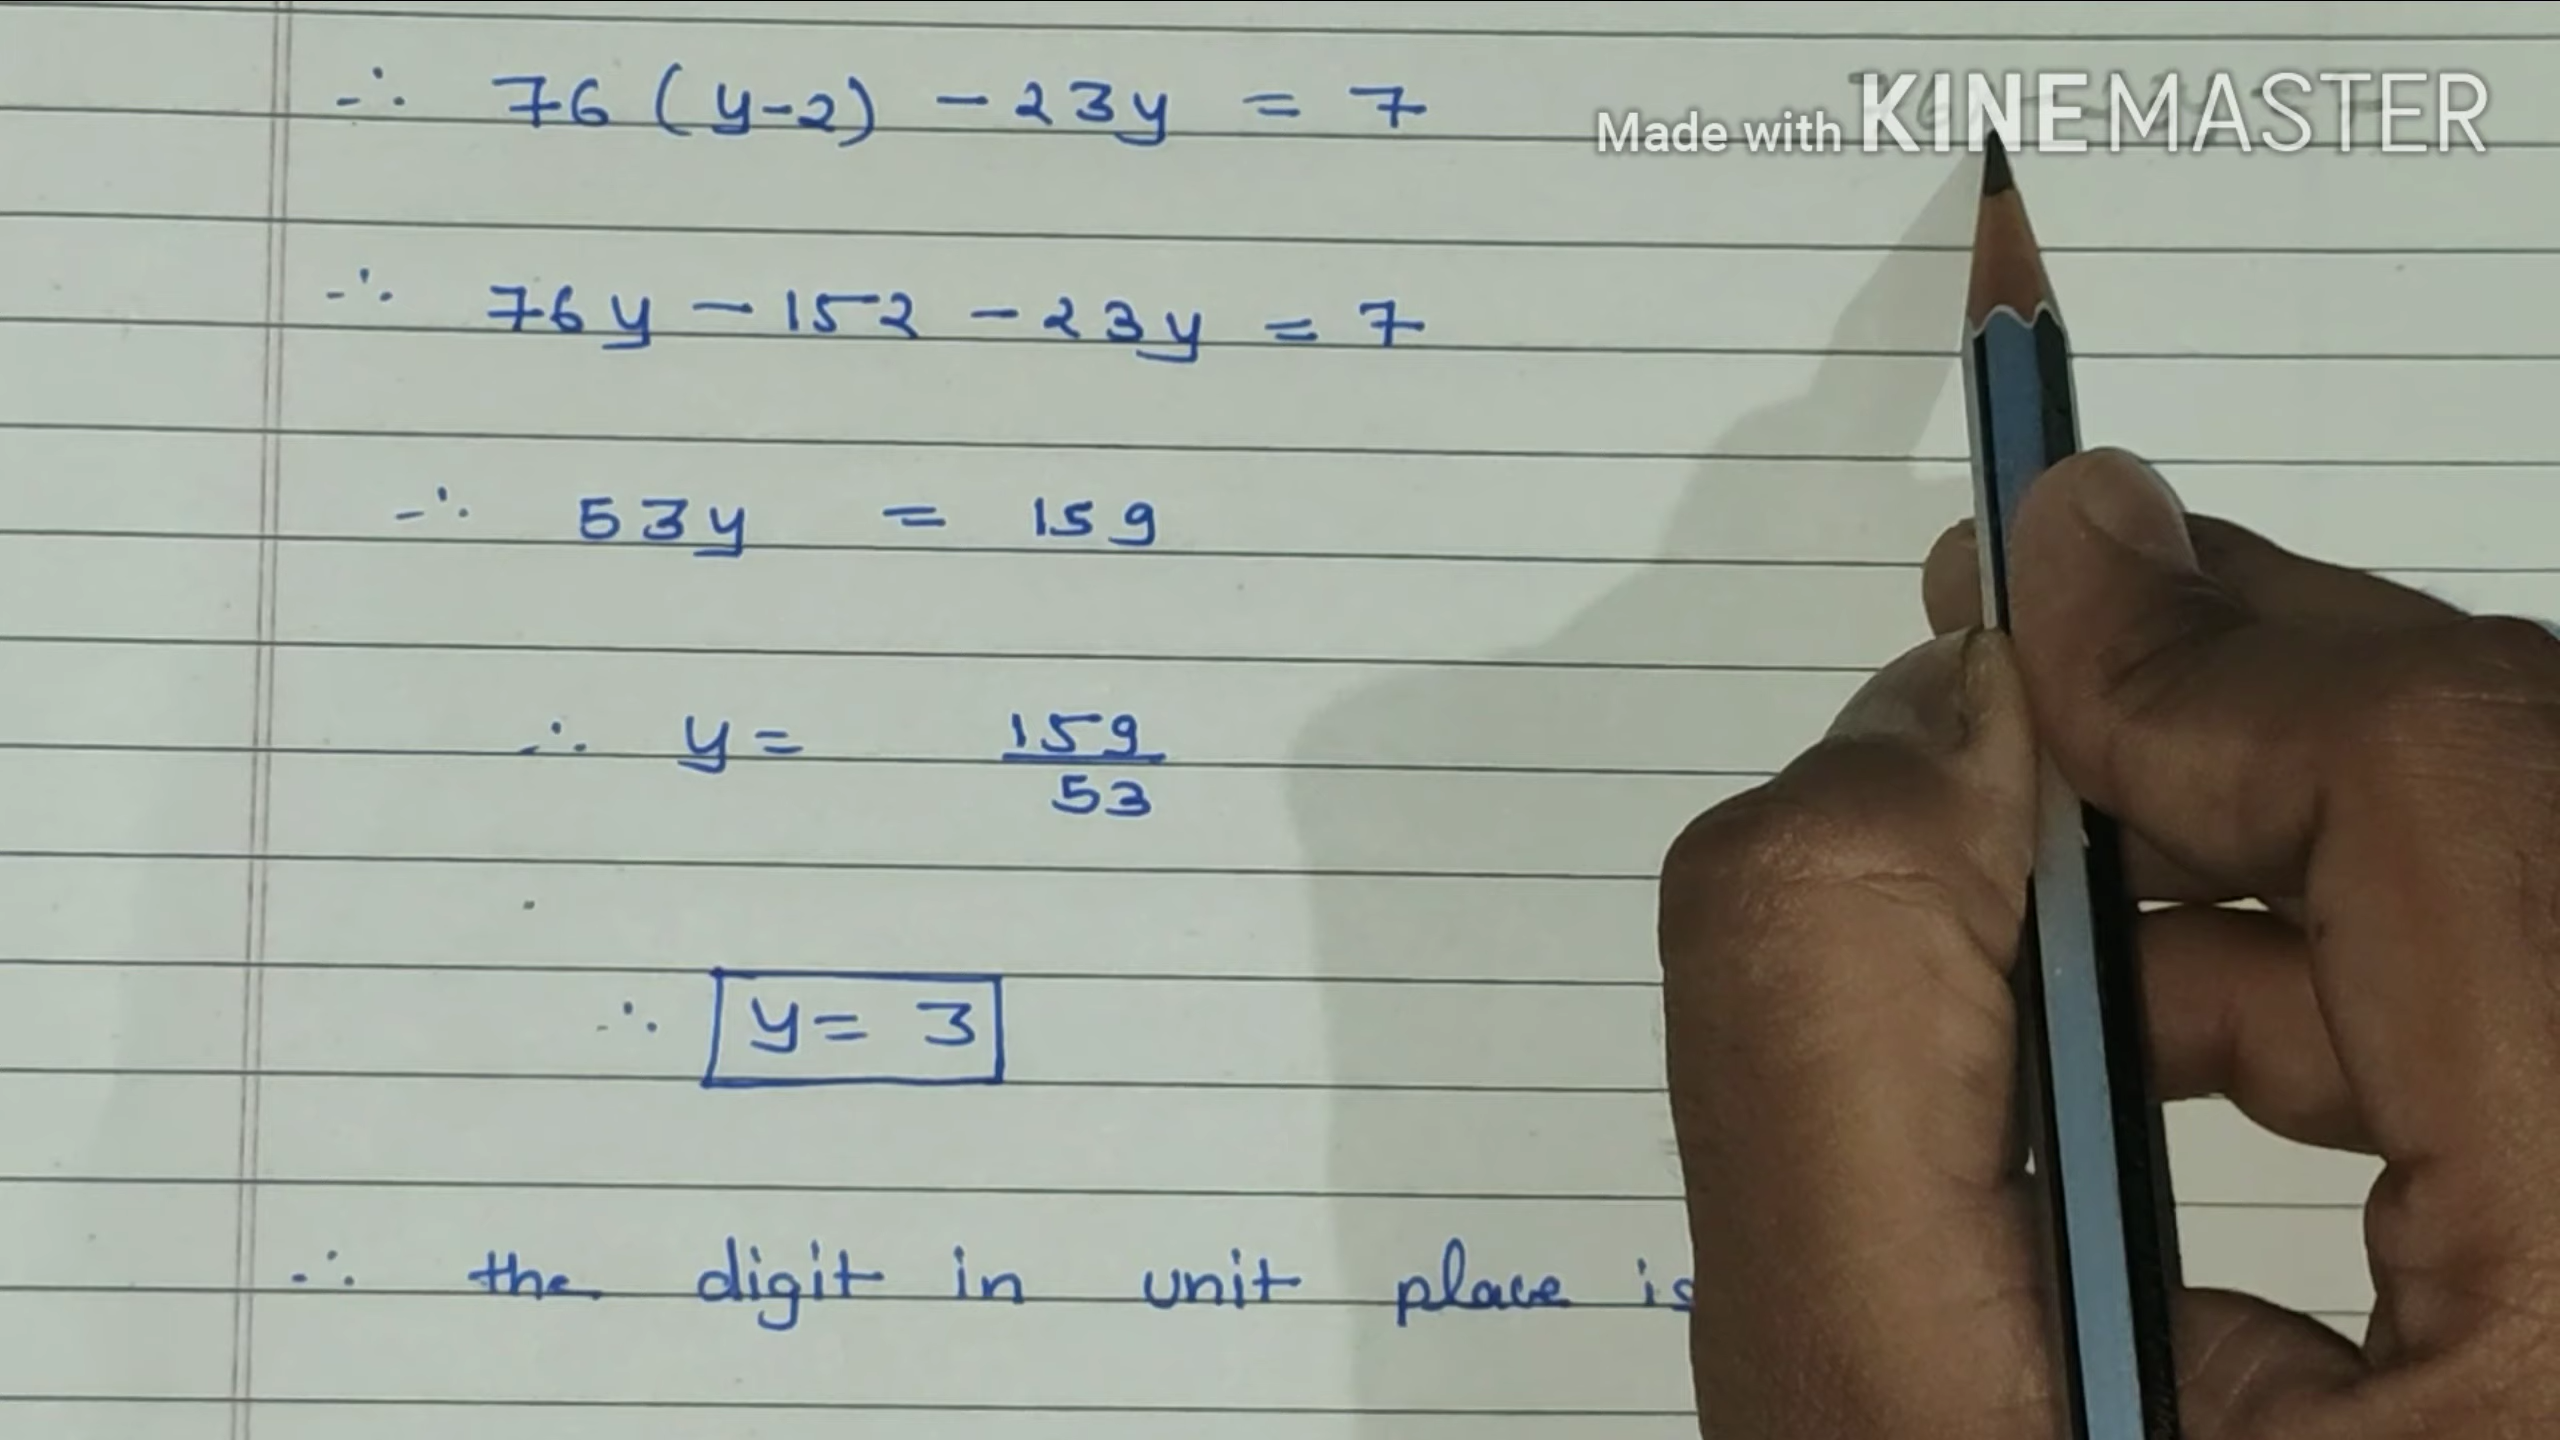 ∴ 76 (y-2) - 23y = 7
Made with KINEMASTER
∴ 76y - 152 - 23y = 7
∴ 53y = 159
∴ y = 159
53
∴ y = 3
∴ the digit in unit place is